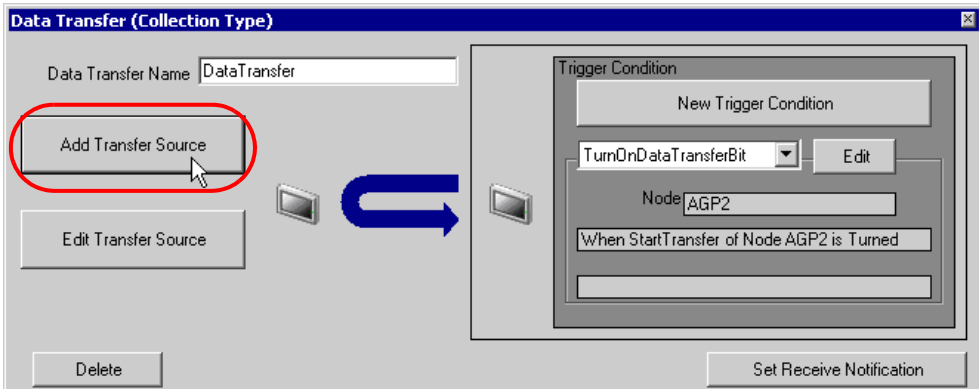 Data Transfer (Collection Type)
Data Transfer Name DataTransfer
Add Transfer Source
Edit Transfer Source
Delete
Trigger Condition
New Trigger Condition
TurnOnDataTransferBit Edit
Node AGP2
When StartTransfer of Node AGP2 is Turned
Set Receive Notification